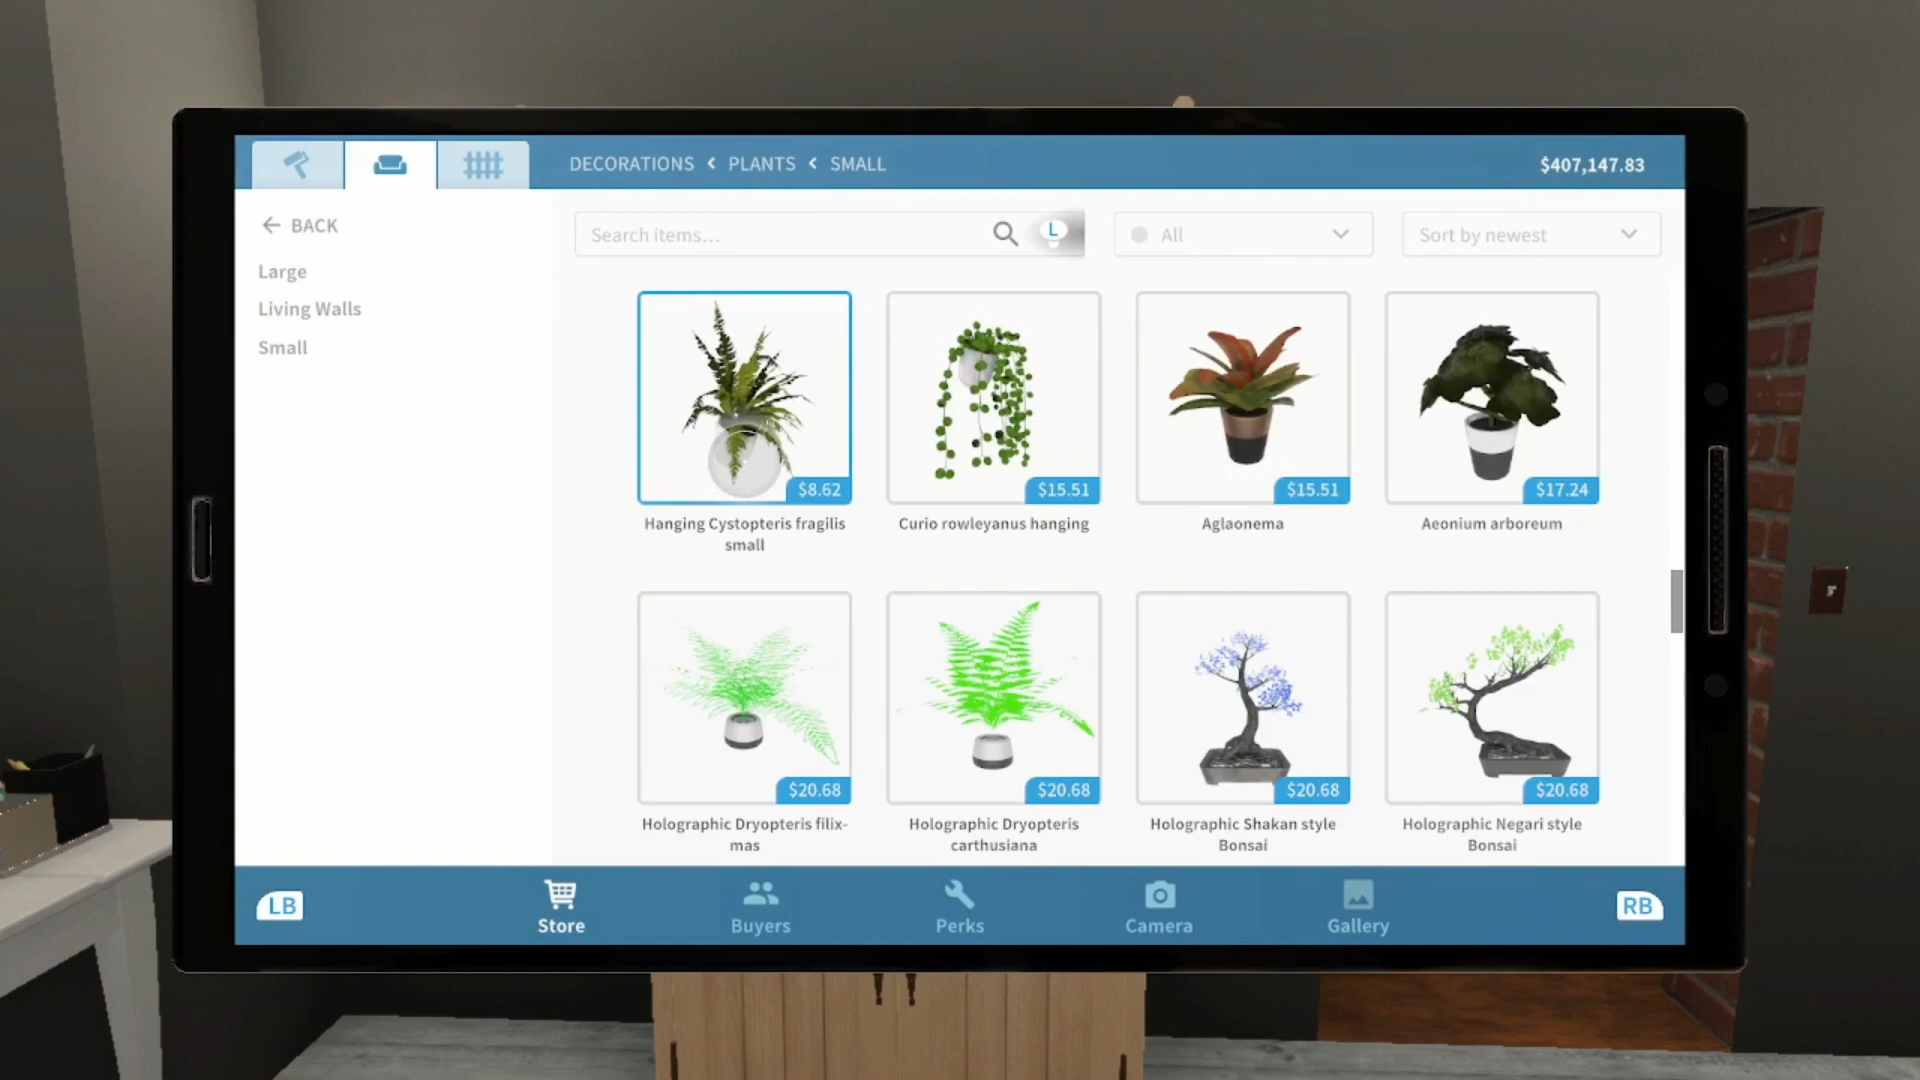 DECORATIONS < PLANTS < SMALL
$407,147.83
BACK
Large
Living Walls
Small
Search items...
L
All
Sort by newest
$8.62
$15.51
$15.51
$17.24
Hanging Cystopteris fragilis
small
Curio rowleyanus hanging
Aglaonema
Aeonium arboreum
$20.68
$20.68
$20.68
$20.68
Holographic Dryopteris filix-
mas
Holographic Dryopteris
carthusiana
Holographic Shakan style
Bonsai
Holographic Negari style
Bonsai
LB
Store
Buyers
Perks
Camera
Gallery
RB